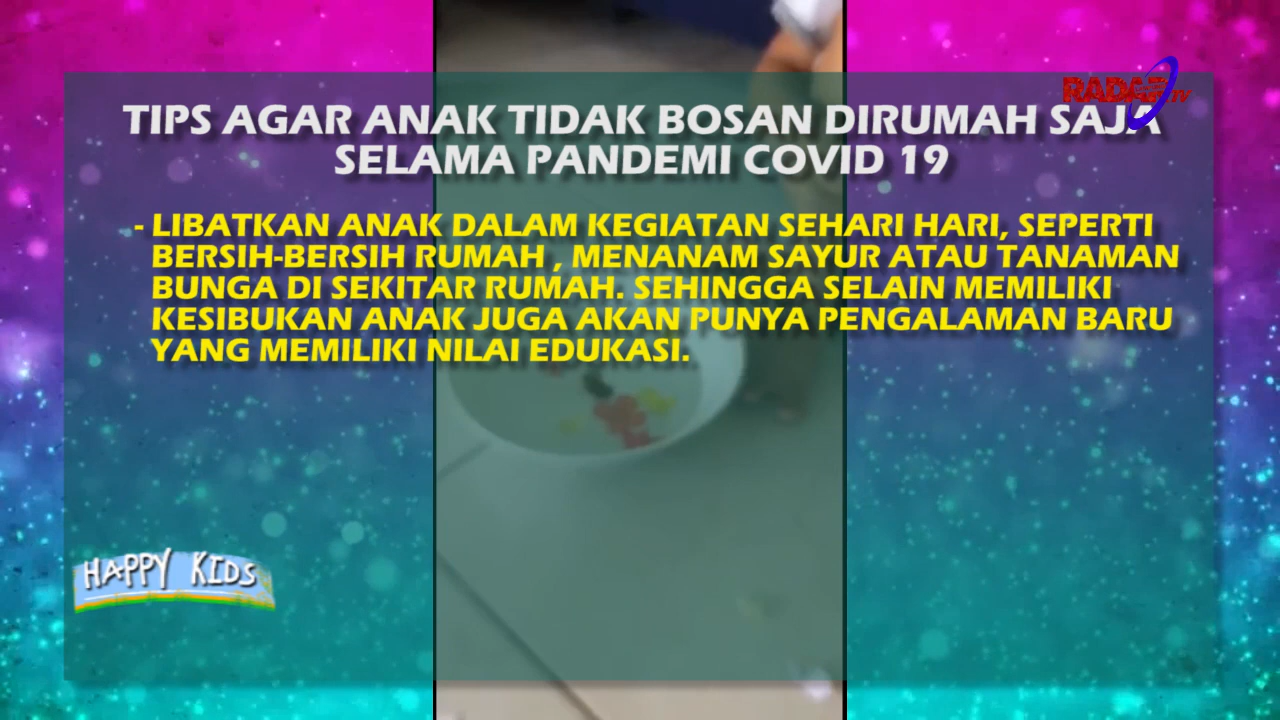 RADAR TV
TIPS AGAR ANAK TIDAK BOSAN DIRUMAH SAJA
SELAMA PANDEMI COVID 19
- LIBATKAN ANAK DALAM KEGIATAN SEHARI HARI, SEPERTI
BERSIH-BERSIH RUMAH , MENANAM SAYUR ATAU TANAMAN
BUNGA DI SEKITAR RUMAH. SEHINGGA SELAIN MEMILIKI
KESIBUKAN ANAK JUGA AKAN PUNYA PENGALAMAN BARU
YANG MEMILIKI NILAI EDUKASI.
HAPPY KIDS